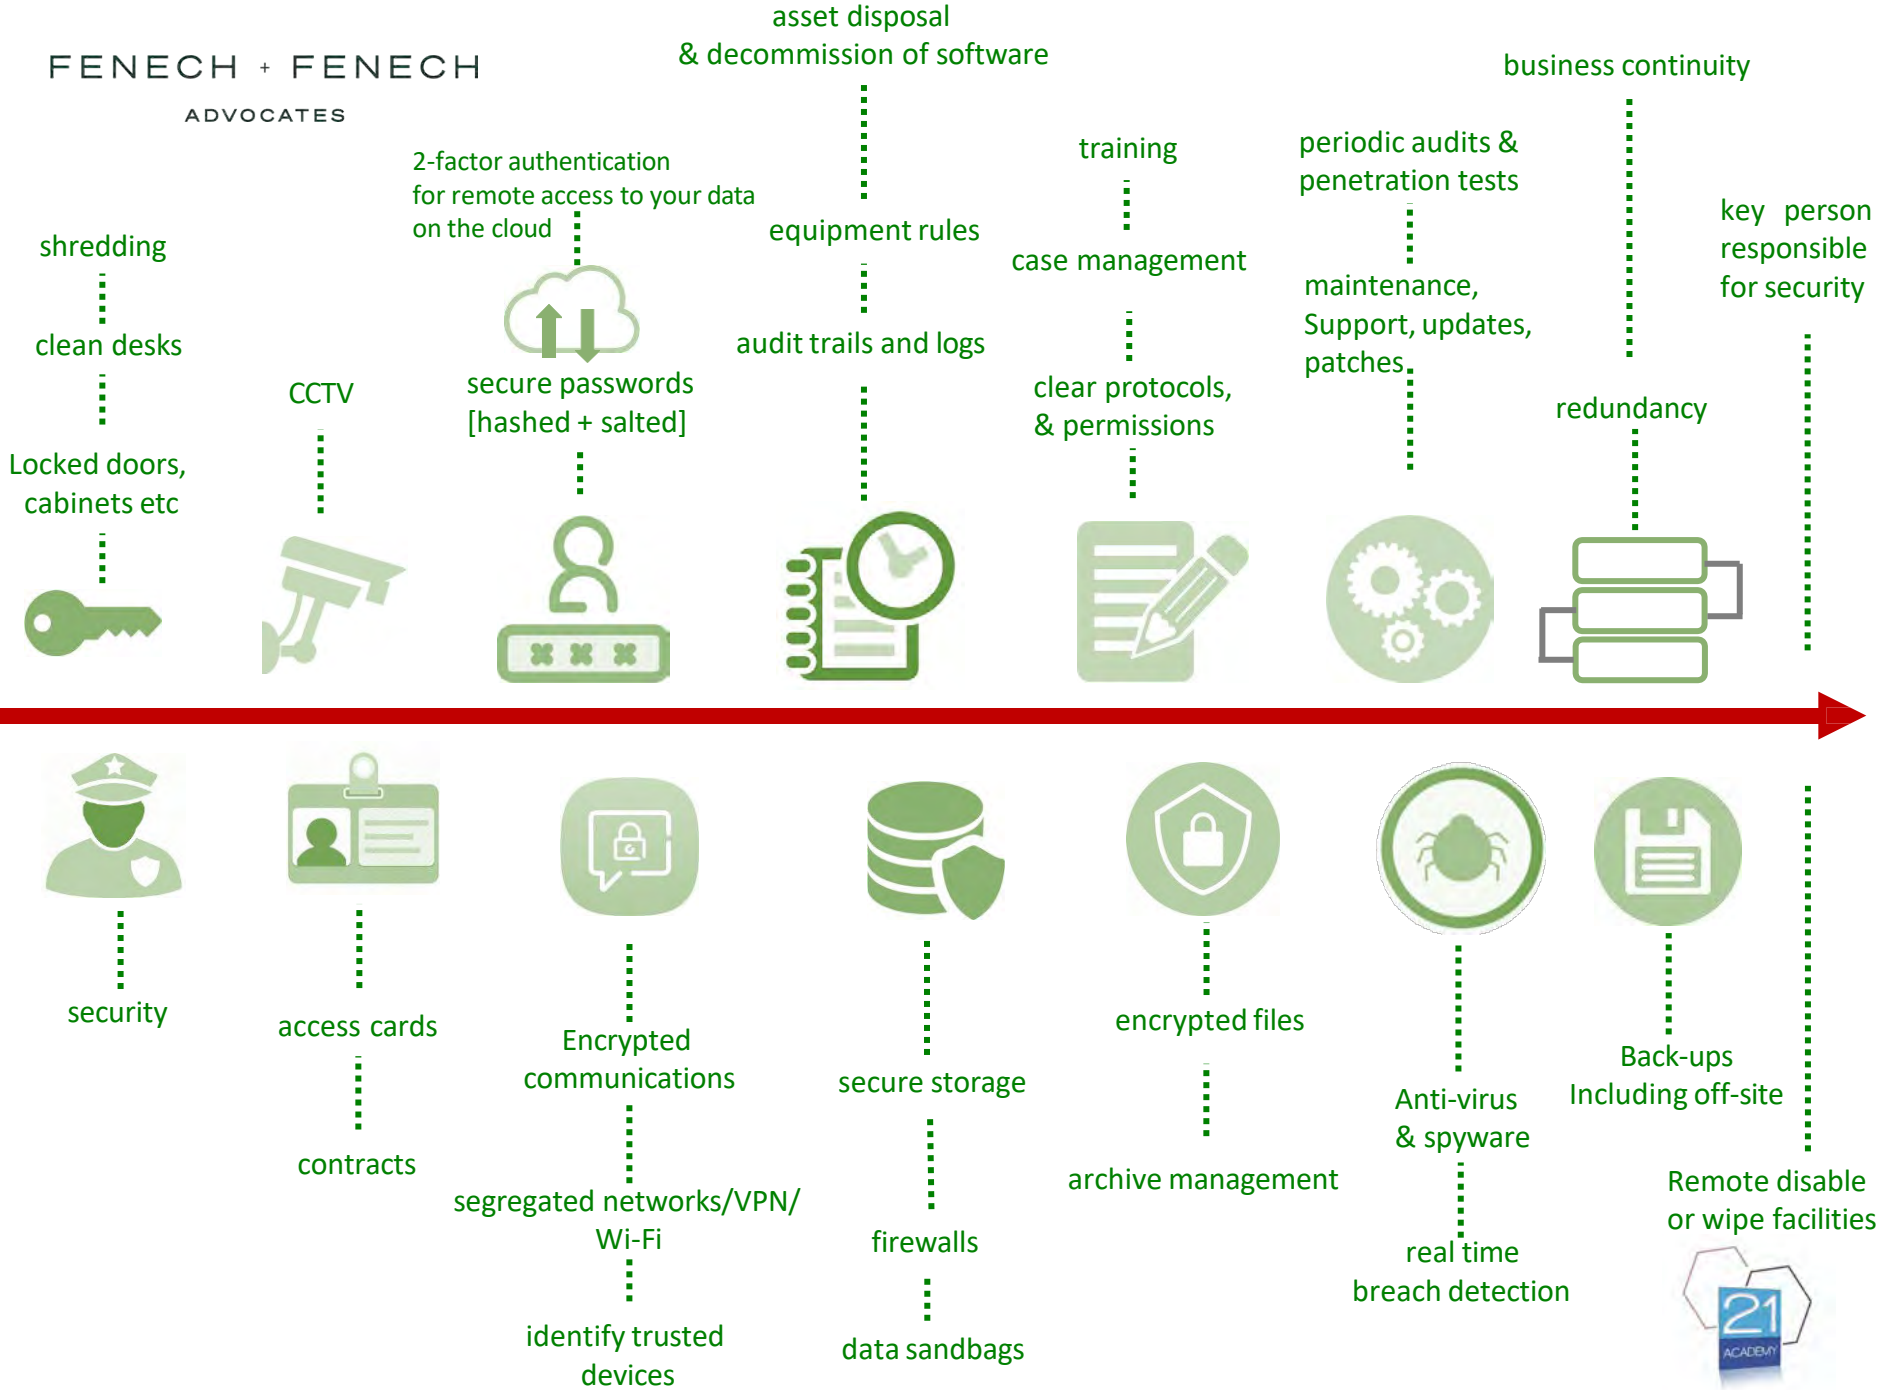 FENECH + FENECH
ADVOCATES
asset disposal
& decommission of software
business continuity
2-factor authentication
for remote access to your data
on the cloud
training
periodic audits &
penetration tests
key person
responsible
for security
shredding
equipment rules
case management
maintenance,
Support, updates,
patches
clean desks
audit trails and logs
CCTV
secure passwords
[hashed + salted]
clear protocols,
& permissions
redundancy
Locked doors,
cabinets etc
security
access cards
Encrypted
communications
secure storage
encrypted files
Anti-virus
& spyware
Back-ups
Including off-site
contracts
segregated networks/VPN/
Wi-Fi
firewalls
archive management
real time
breach detection
Remote disable
or wipe facilities
identify trusted
devices
data sandbags
21
ACADEMY